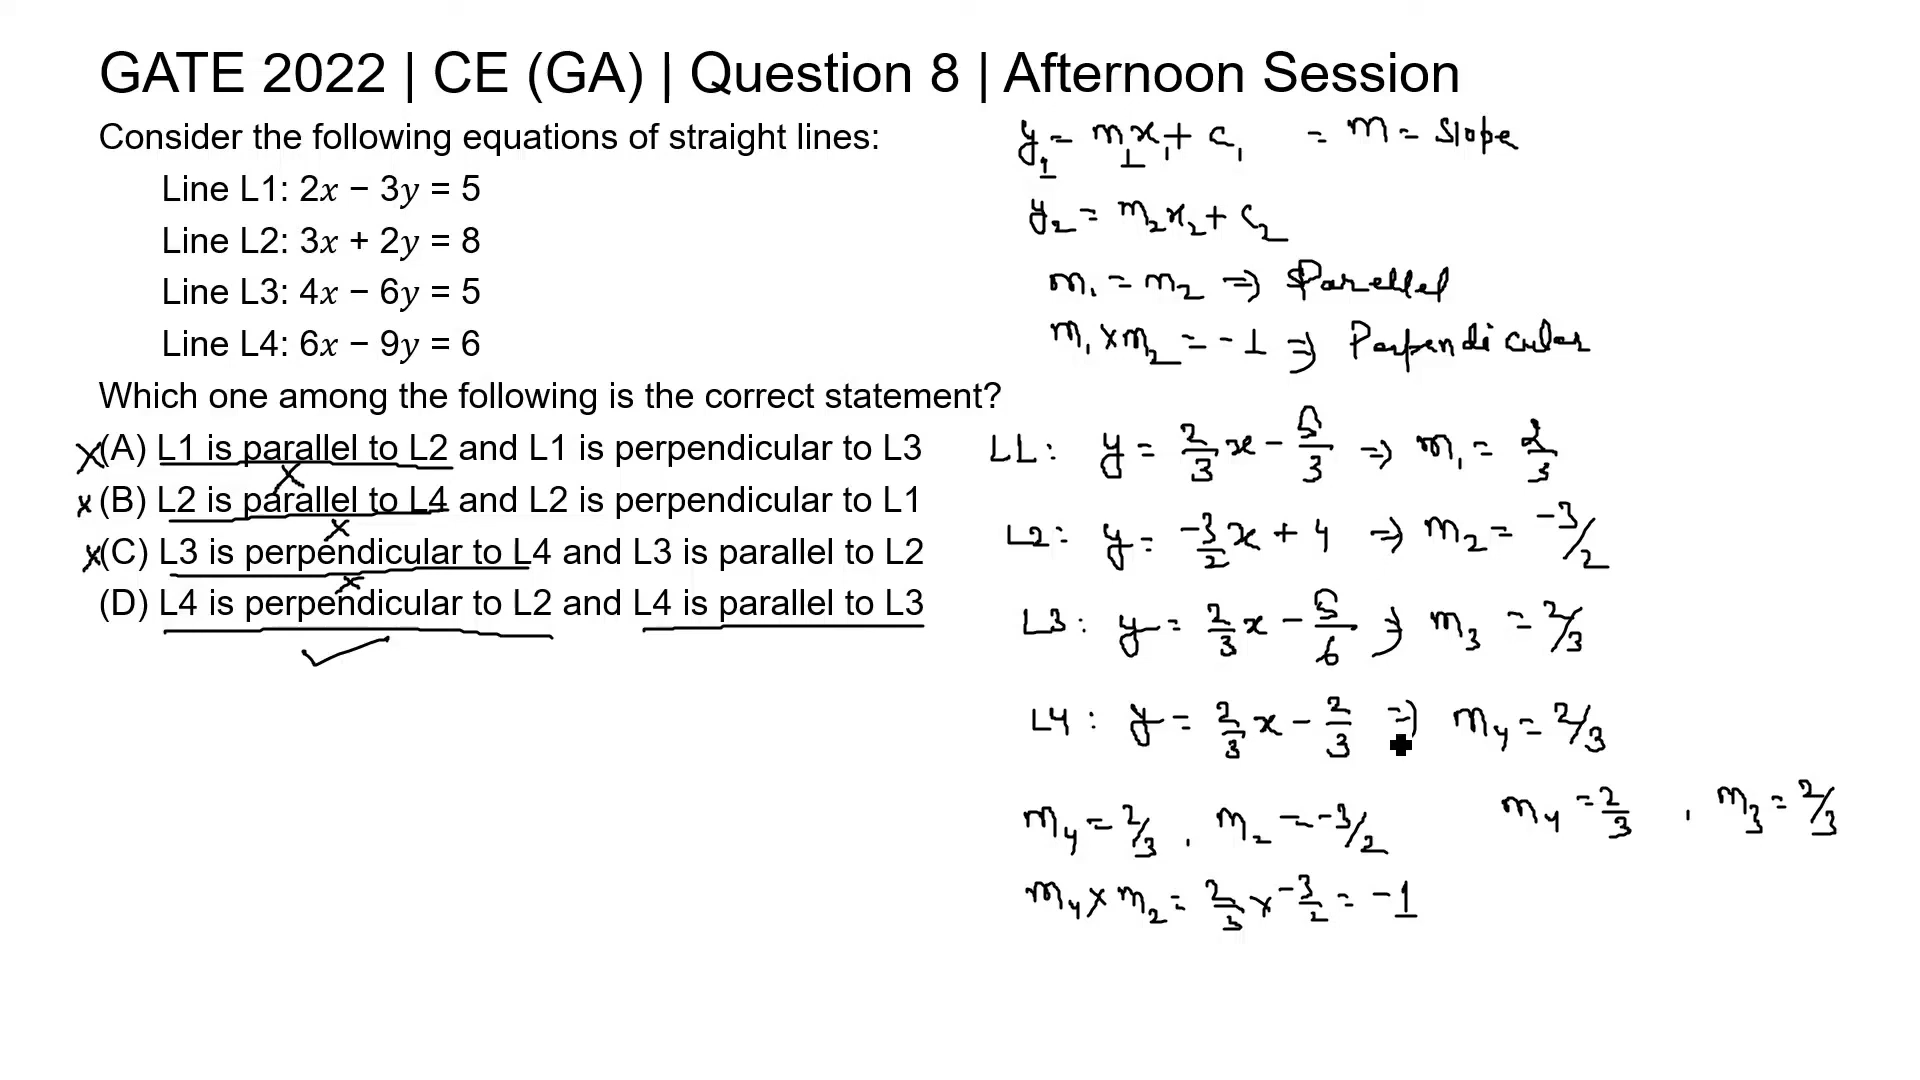 GATE 2022 | CE (GA) | Question 8 | Afternoon Session
Consider the following equations of straight lines:
Line L1: 2x − 3y = 5
Line L2: 3x + 2y = 8
Line L3: 4x − 6y = 5
Line L4: 6x − 9y = 6
Which one among the following is the correct statement?
(A) L1 is parallel to L2 and L1 is perpendicular to L3
(B) L2 is parallel to L4 and L2 is perpendicular to L1
(C) L3 is perpendicular to L4 and L3 is parallel to L2
(D) L4 is perpendicular to L2 and L4 is parallel to L3
y₁ = m₁x₁ + c₁ = m = Slope
y₂ = m₂x₂ + c₂
m₁ = m₂ ⇒ Parellel
m₁ × m₂ = -1 ⇒ Perpendicular
L1: y = 2/3 x − 5/3 ⇒ m₁ = 2/3
L2: y = -3/2 x + 4 ⇒ m₂ = -3/2
L3: y = 2/3 x − 5/6 ⇒ m₃ = 2/3
L4: y = 2/3 x − 2/3 ⇒ m₄ = 2/3
m₄ = 2/3, m₂ = -3/2
m₄ = 2/3, m₃ = 2/3
m₄ × m₂ = 2/3 × -3/2 = -1